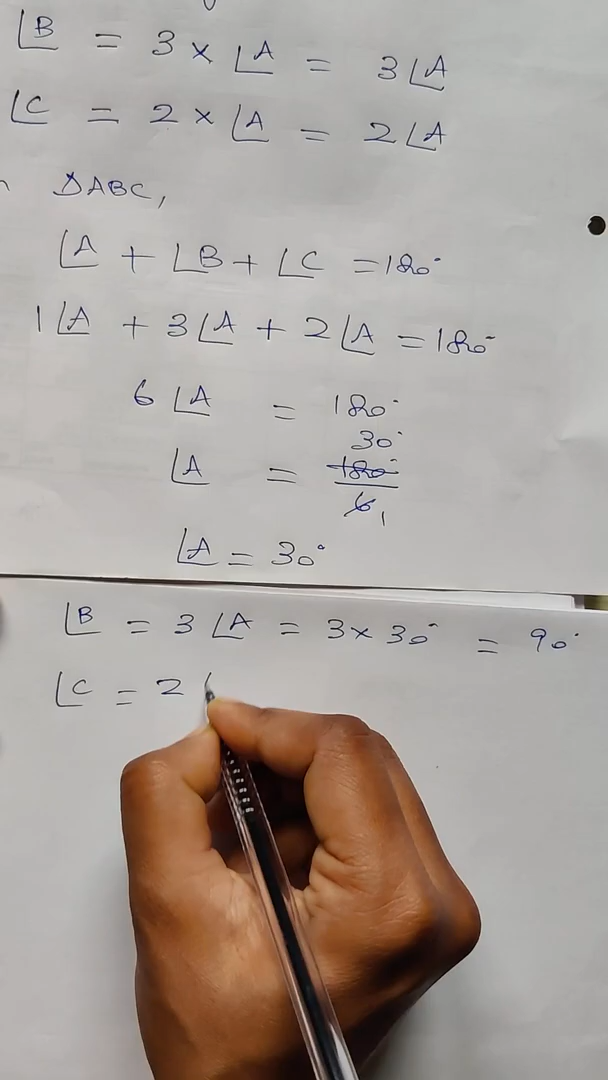 ∠B = 3 × ∠A = 3∠A
∠C = 2 × ∠A = 2∠A
ΔABC,
∠A + ∠B + ∠C = 180°
1∠A + 3∠A + 2∠A = 180°
6 ∠A = 180°
30°
∠A = 180°
6 1
∠A = 30°
∠B = 3 ∠A = 3 × 30° = 90°
∠C = 2